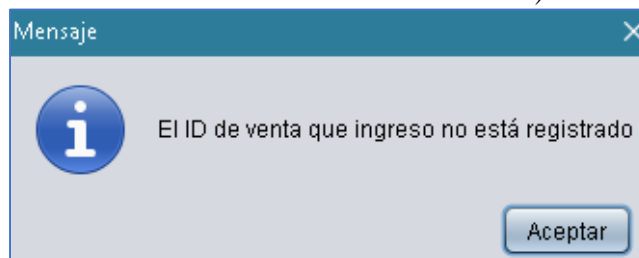 Mensaje
El ID de venta que ingreso no está registrado
Aceptar